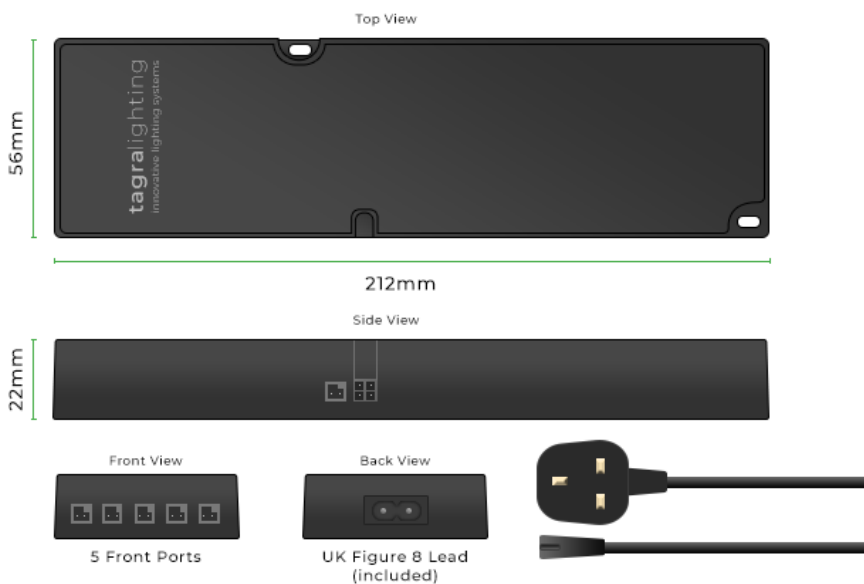 Top View
56mm
tagralighting
innovative lighting systems
212mm
Side View
22mm
Front View
Back View
5 Front Ports
UK Figure 8 Lead
(included)